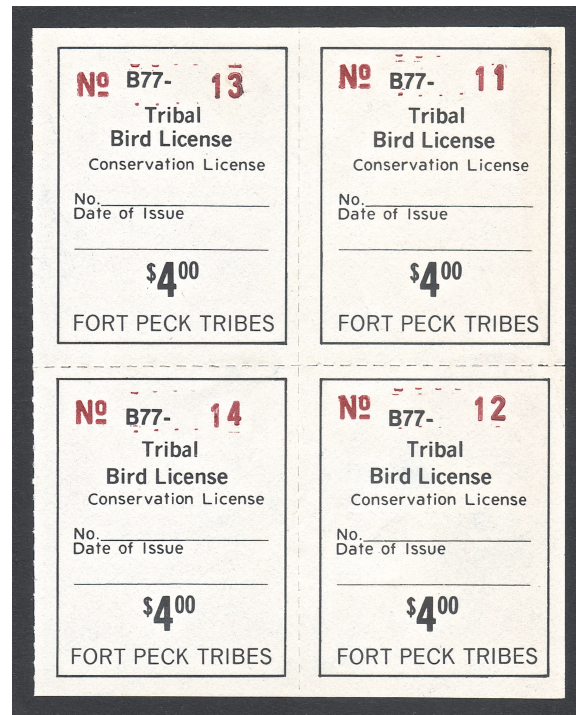 Nº B77- 13
Tribal
Bird License
Conservation License
No.
Date of Issue
$4.00
FORT PECK TRIBES
Nº B77- 11
Tribal
Bird License
Conservation License
No.
Date of Issue
$4.00
FORT PECK TRIBES
Nº B77- 14
Tribal
Bird License
Conservation License
No.
Date of Issue
$4.00
FORT PECK TRIBES
Nº B77- 12
Tribal
Bird License
Conservation License
No.
Date of Issue
$4.00
FORT PECK TRIBES